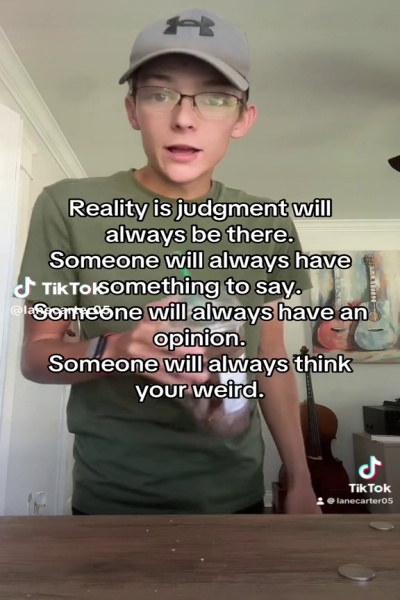 Reality is judgment will
always be there.
Someone will always have
something to say.
Someone will always have an
opinion.
Someone will always think
your weird.
TikTok
@lanecarter05
TikTok
@lanecarter05